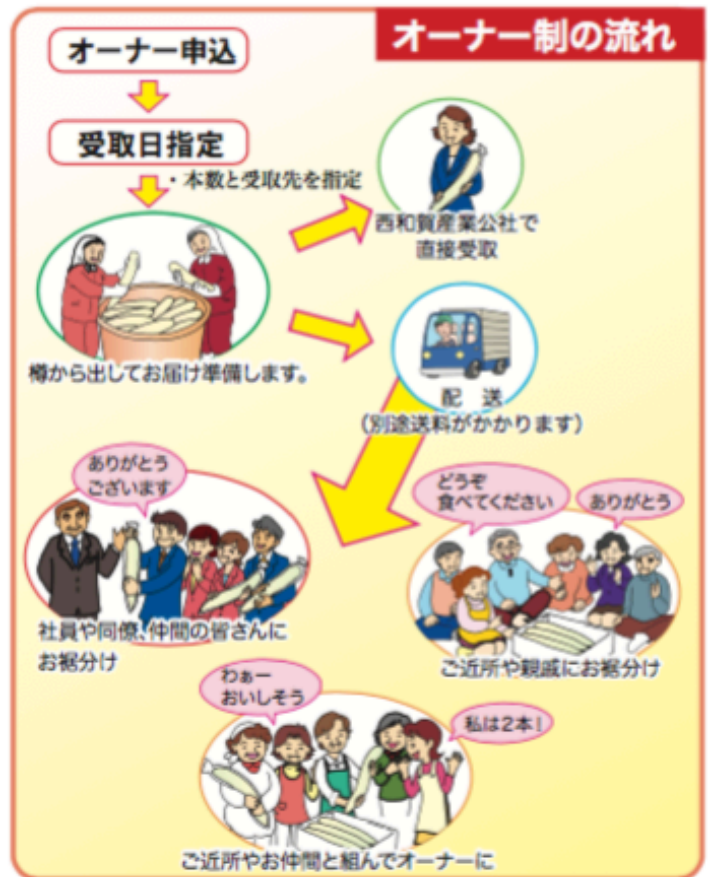 オーナー制の流れ
オーナー申込
受取日指定
・本数と受取先を指定
西和賀産業公社で
直接受取
樽から出してお届け準備します。
配 送
(別途送料がかかります)
ありがとう
ございます
社員や同僚、仲間の皆さんに
お裾分け
どうぞ
食べてください
ありがとう
ご近所や親戚にお裾分け
わぁー
おいしそう
私は2本!
ご近所やお仲間と組んでオーナーに